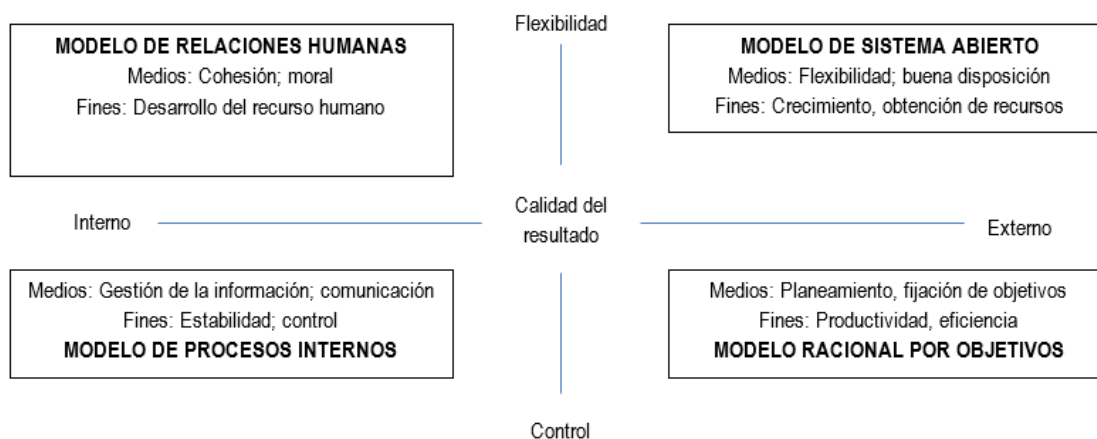 Flexibilidad
MODELO DE RELACIONES HUMANAS
Medios: Cohesión; moral
Fines: Desarrollo del recurso humano
MODELO DE SISTEMA ABIERTO
Medios: Flexibilidad; buena disposición
Fines: Crecimiento, obtención de recursos
Interno
Calidad del
resultado
Externo
Medios: Gestión de la información; comunicación
Fines: Estabilidad; control
MODELO DE PROCESOS INTERNOS
Medios: Planeamiento, fijación de objetivos
Fines: Productividad, eficiencia
MODELO RACIONAL POR OBJETIVOS
Control